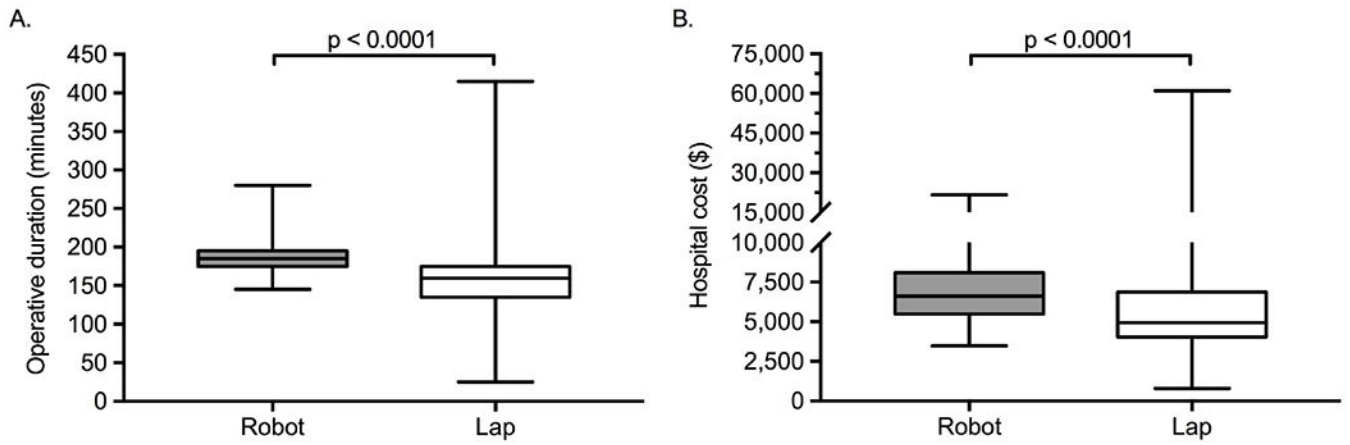 A.
p < 0.0001
Operative duration (minutes)
450
400
350
300
250
200
150
100
50
0
Robot
Lap
B.
p < 0.0001
Hospital cost ($)
75,000
60,000
45,000
30,000
15,000
10,000
7,500
5,000
2,500
0
Robot
Lap